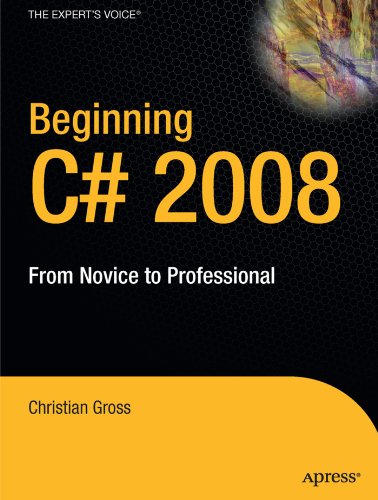 THE EXPERT'S VOICE®
Beginning
C# 2008
From Novice to Professional
Christian Gross
Apress®